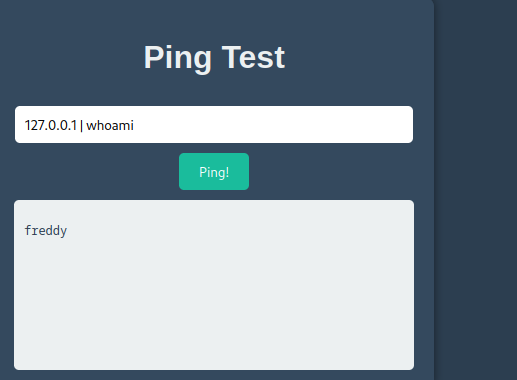 Ping Test
127.0.0.1 | whoami
Ping!
freddy